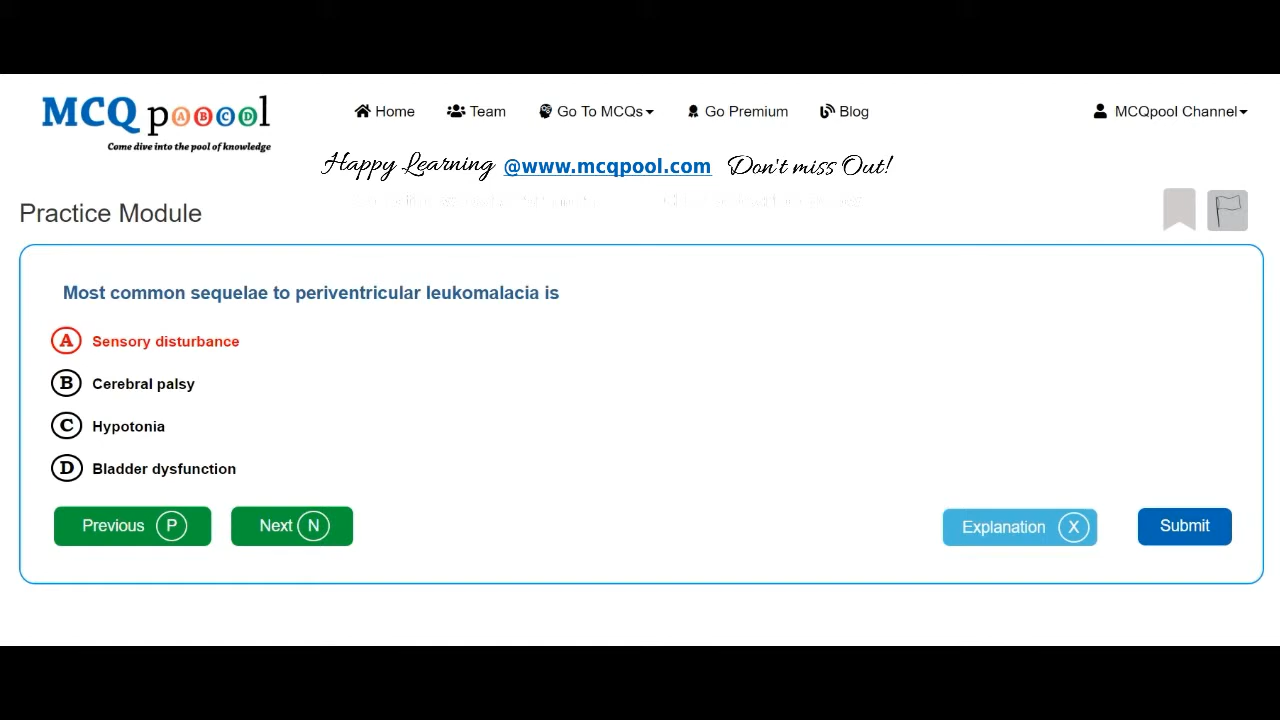 MCQ pABCDl
Come dive into the pool of knowledge
Home Team Go To MCQs Go Premium Blog MCQpool Channel
Happy Learning @www.mcqpool.com Don't miss Out!
Practice Module
Most common sequelae to periventricular leukomalacia is
A Sensory disturbance
B Cerebral palsy
C Hypotonia
D Bladder dysfunction
Previous P Next N Explanation X Submit